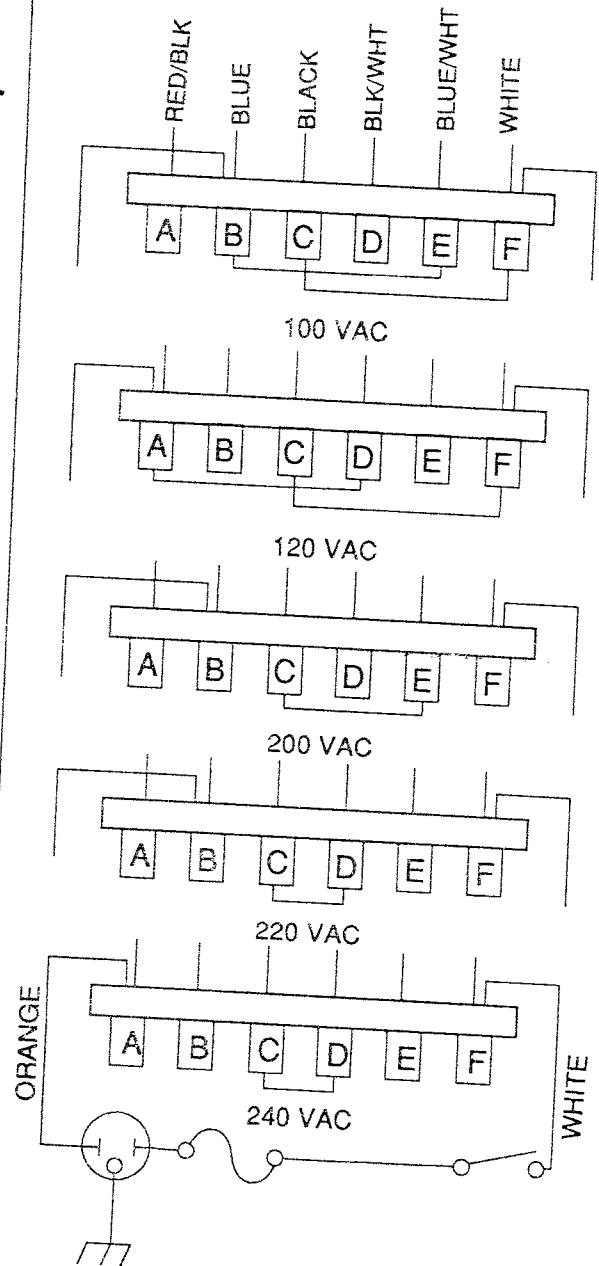 RED/BLK BLUE BLACK BLK/WHT BLUE/WHT WHITE
A B C D E F
100 VAC
A B C D E F
120 VAC
A B C D E F
200 VAC
A B C D E F
220 VAC
A B C D E F
240 VAC
ORANGE
WHITE